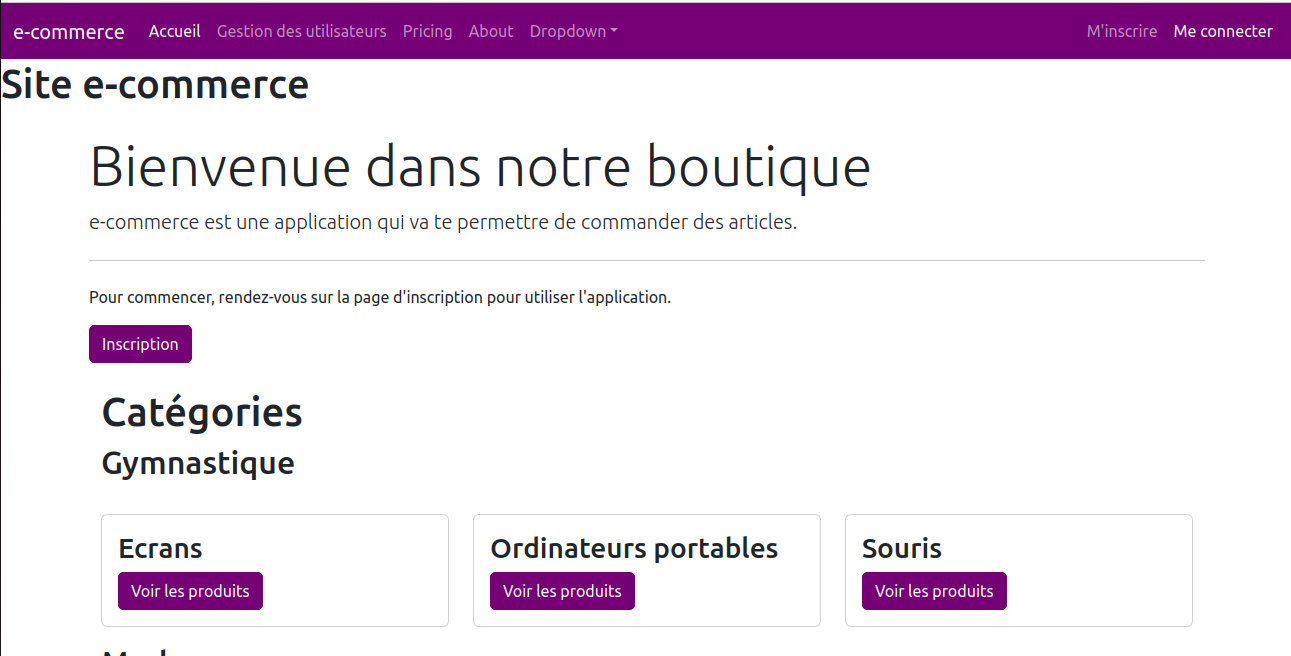 e-commerce Accueil Gestion des utilisateurs Pricing About Dropdown M'inscrire Me connecter
Site e-commerce
Bienvenue dans notre boutique
e-commerce est une application qui va te permettre de commander des articles.
Pour commencer, rendez-vous sur la page d'inscription pour utiliser l'application.
Inscription
Catégories
Gymnastique
Ecrans Ordinateurs portables Souris
Voir les produits Voir les produits Voir les produits